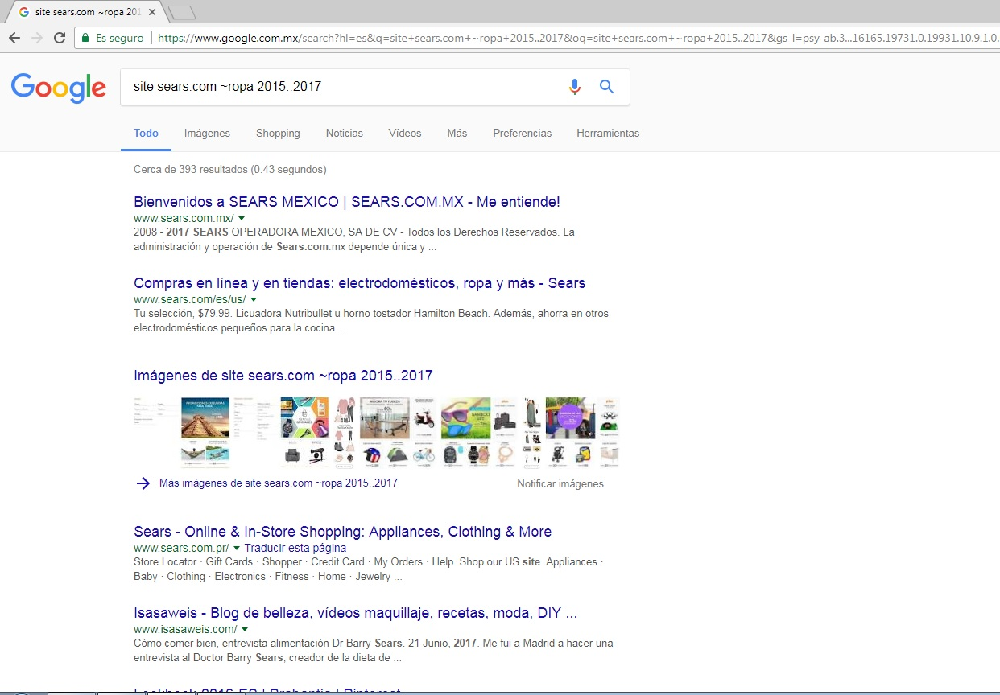 site sears.com ~ropa 201
Es seguro
https://www.google.com.mx/search?hl=es&q=site+sears.com+~ropa+2015..2017&oq=site+sears.com+~ropa+2015..2017&gs_l=psy-ab.3...16165.19731.0.19931.10.9.1.0.
Google
site sears.com ~ropa 2015..2017
Todo Imágenes Shopping Noticias Vídeos Más Preferencias Herramientas
Cerca de 393 resultados (0.43 segundos)
Bienvenidos a SEARS MEXICO | SEARS.COM.MX - Me entiende!
www.sears.com.mx/
2008 - 2017 SEARS OPERADORA MEXICO, SA DE CV - Todos los Derechos Reservados. La
administración y operación de Sears.com.mx depende única y ...
Compras en línea y en tiendas: electrodomésticos, ropa y más - Sears
www.sears.com/es/us/
Tu selección, $79.99. Licuadora Nutribullet u horno tostador Hamilton Beach. Además, ahorra en otros
electrodomésticos pequeños para la cocina ...
Imágenes de site sears.com ~ropa 2015..2017
Más imágenes de site sears.com ~ropa 2015..2017
Notificar imágenes
Sears - Online & In-Store Shopping: Appliances, Clothing & More
www.sears.com.pr/ Traducir esta página
Store Locator · Gift Cards · Shopper · Credit Card · My Orders · Help. Shop our US site. Appliances ·
Baby · Clothing · Electronics · Fitness · Home · Jewelry ...
Isasaweis - Blog de belleza, vídeos maquillaje, recetas, moda, DIY ...
www.isasaweis.com/
Cómo comer bien, entrevista alimentación Dr Barry Sears. 21 Junio, 2017. Me fui a Madrid a hacer una
entrevista al Doctor Barry Sears, creador de la dieta de ...
Lookbook 2016 ES | Brabantia | Pinterest